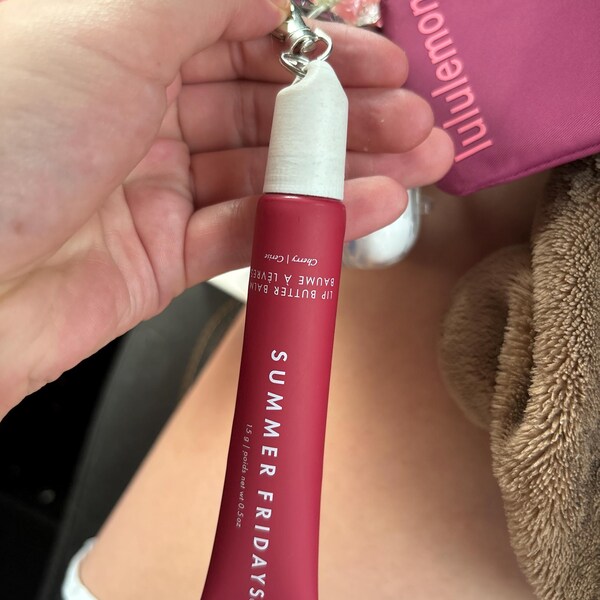 lululemon
Cherry | Cerise
LIP BUTTER BALM
BAUME À LÈVRES
SUMMER FRIDAYS
15 g | poids net wt 0.5oz